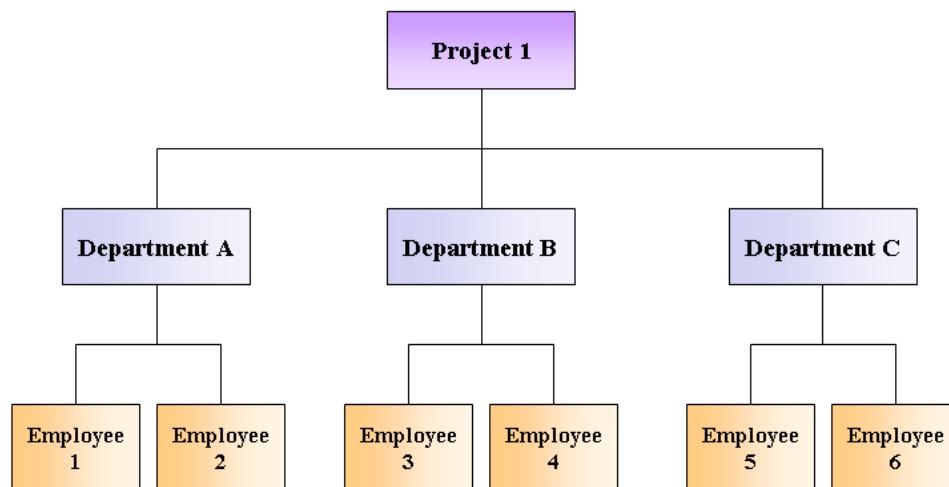 Project 1
Department A
Department B
Department C
Employee
1
Employee
2
Employee
3
Employee
4
Employee
5
Employee
6